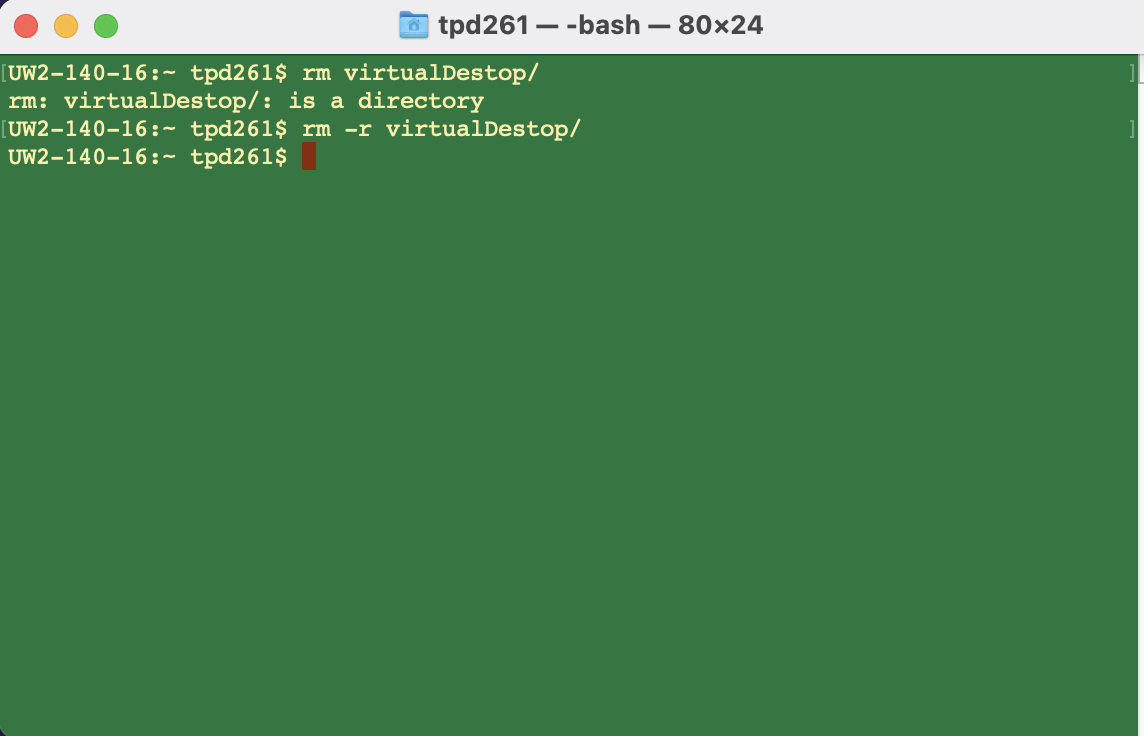 tpd261 — -bash — 80×24
[UW2-140-16:~ tpd261$ rm virtualDestop/ ]
rm: virtualDestop/: is a directory
[UW2-140-16:~ tpd261$ rm -r virtualDestop/ ]
UW2-140-16:~ tpd261$